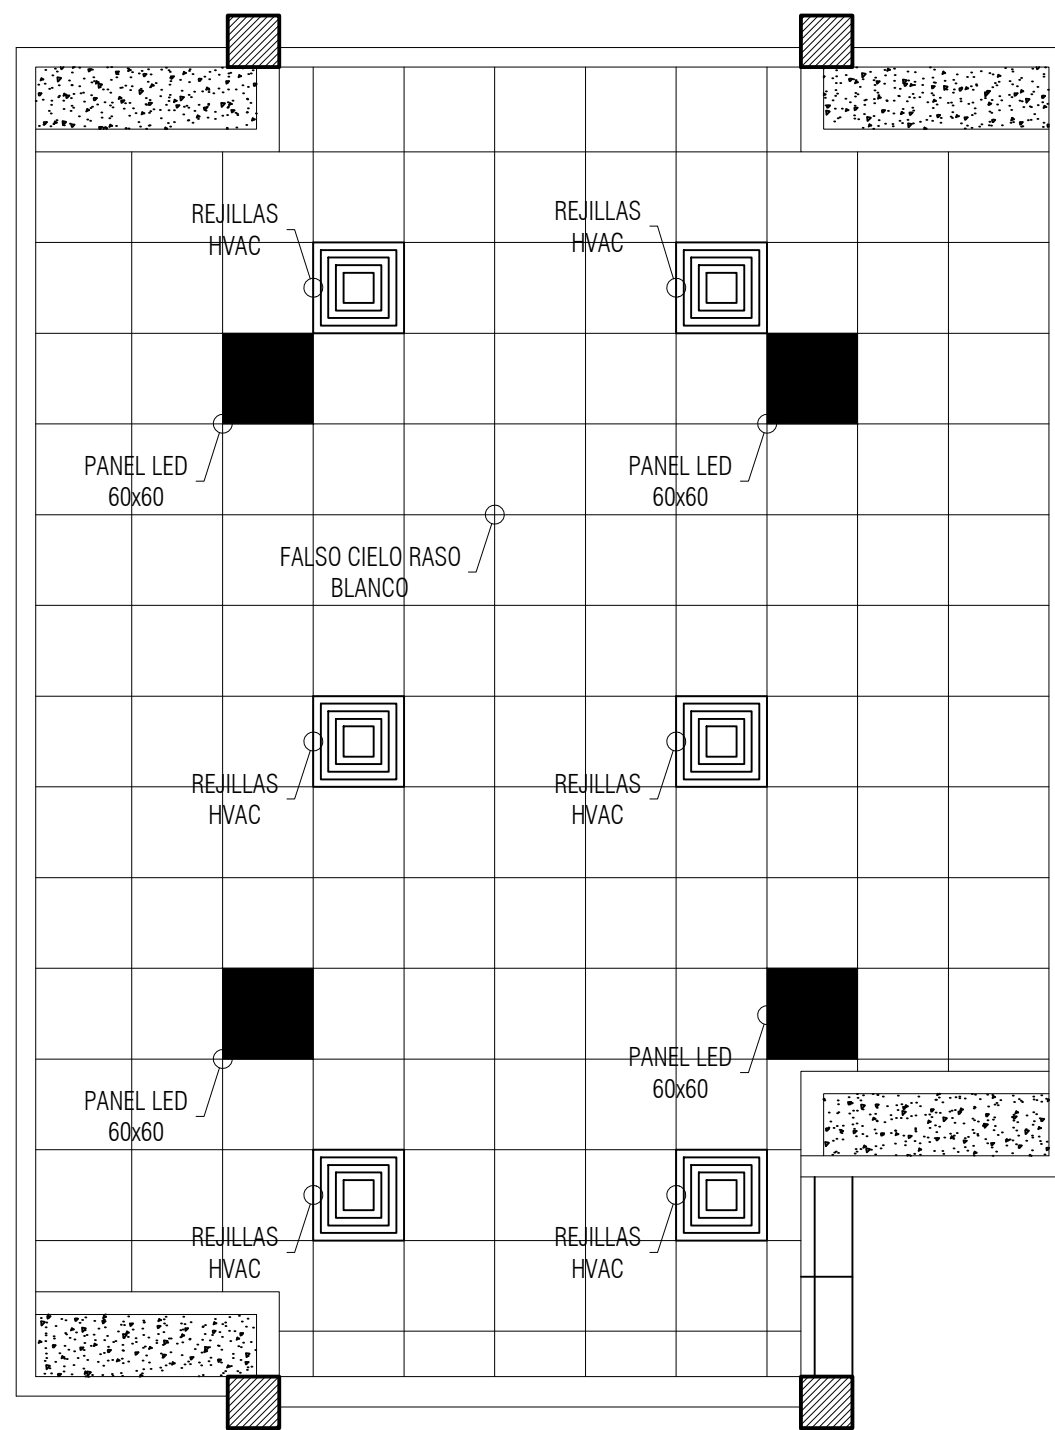 REJILLAS
HVAC
REJILLAS
HVAC
PANEL LED
60x60
PANEL LED
60x60
FALSO CIELO RASO
BLANCO
REJILLAS
HVAC
REJILLAS
HVAC
PANEL LED
60x60
PANEL LED
60x60
REJILLAS
HVAC
REJILLAS
HVAC